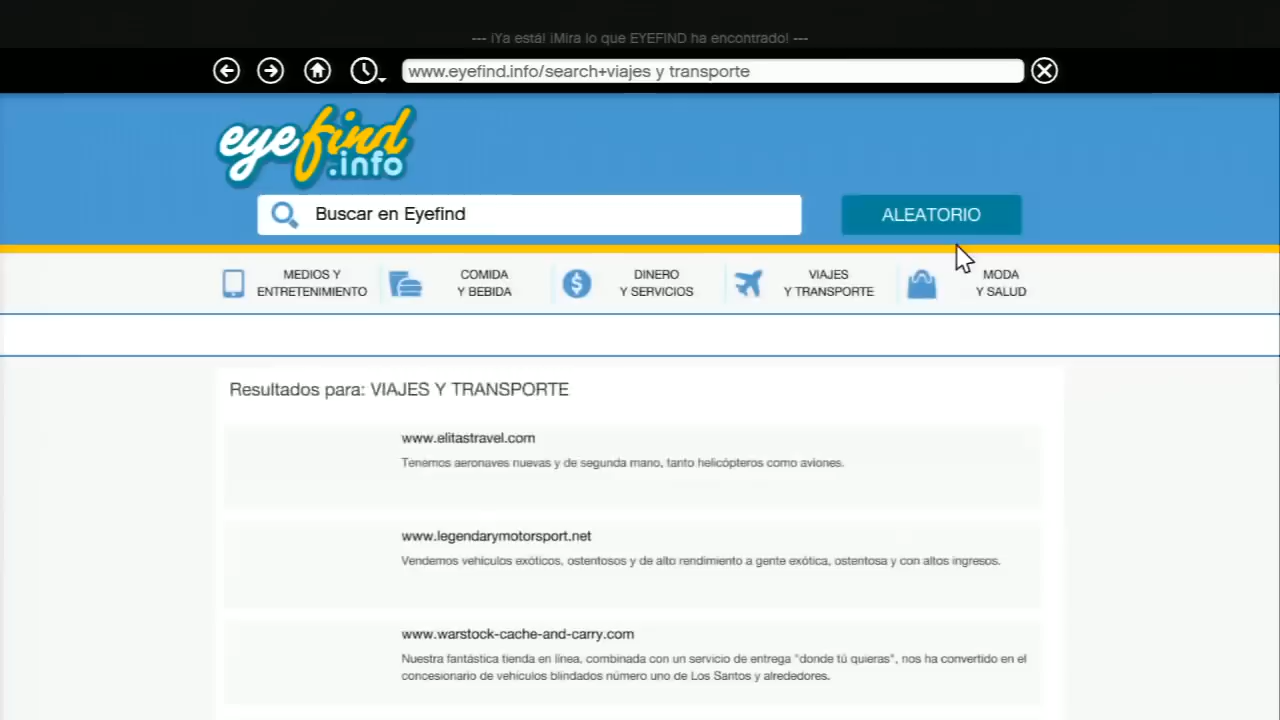 --- ¡Ya está! ¡Mira lo que EYEFIND ha encontrado! ---
www.eyefind.info/search+viajes y transporte
eyefind
.info
Buscar en Eyefind
ALEATORIO
MEDIOS Y
ENTRETENIMIENTO
COMIDA
Y BEBIDA
DINERO
Y SERVICIOS
VIAJES
Y TRANSPORTE
MODA
Y SALUD
Resultados para: VIAJES Y TRANSPORTE
www.elitastravel.com
Tenemos aeronaves nuevas y de segunda mano, tanto helicópteros como aviones.
www.legendarymotorsport.net
Vendemos vehículos exóticos, ostentosos y de alto rendimiento a gente exótica, ostentosa y con altos ingresos.
www.warstock-cache-and-carry.com
Nuestra fantástica tienda en línea, combinada con un servicio de entrega "donde tú quieras", nos ha convertido en el
concesionario de vehículos blindados número uno de Los Santos y alrededores.